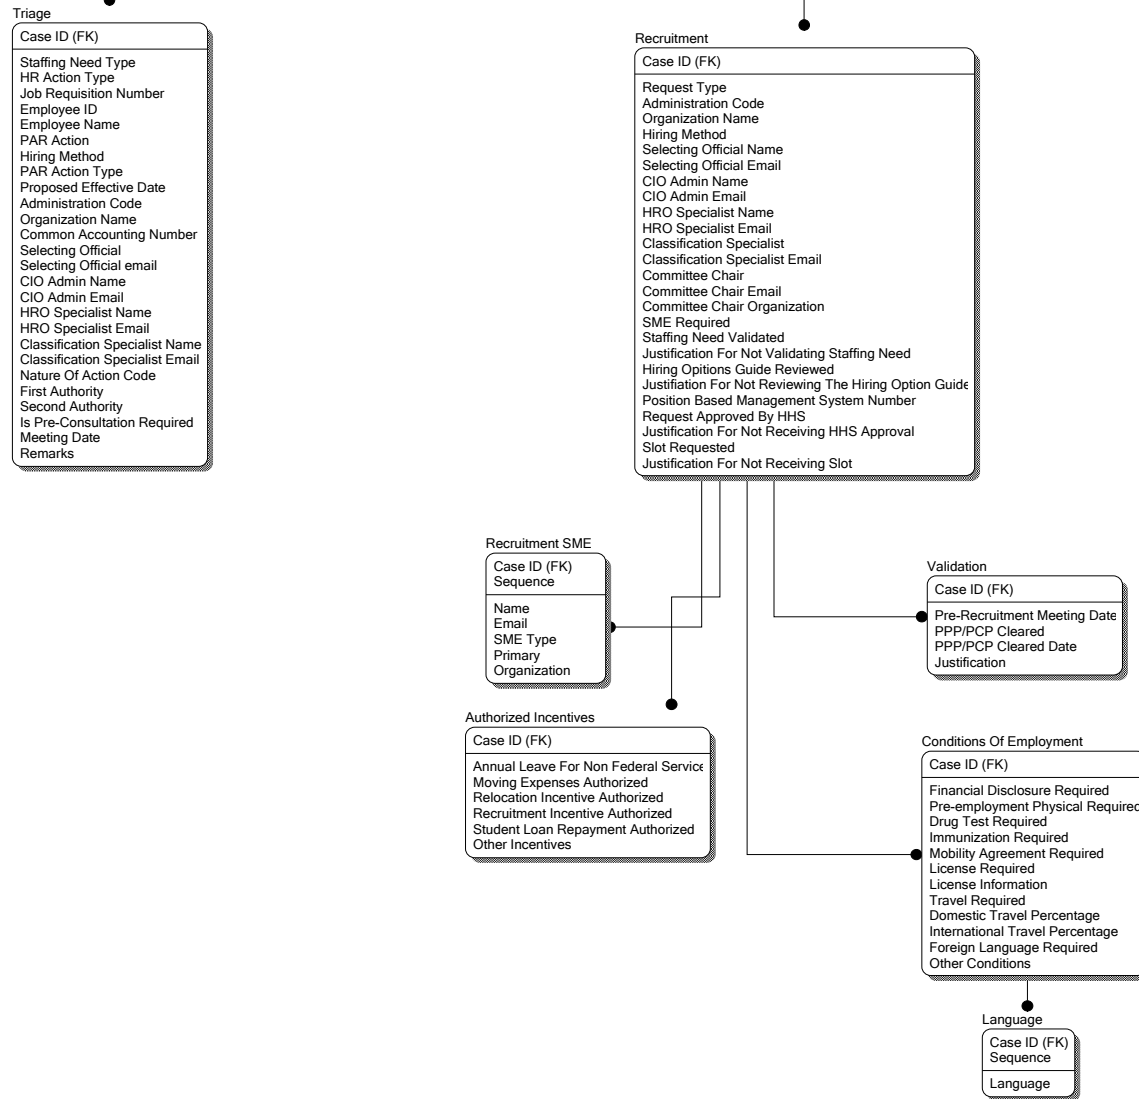 Triage
Case ID (FK)
Staffing Need Type
HR Action Type
Job Requisition Number
Employee ID
Employee Name
PAR Action
Hiring Method
PAR Action Type
Proposed Effective Date
Administration Code
Organization Name
Common Accounting Number
Selecting Official
Selecting Official email
CIO Admin Name
CIO Admin Email
HRO Specialist Name
HRO Specialist Email
Classification Specialist Name
Classification Specialist Email
Nature Of Action Code
First Authority
Second Authority
Is Pre-Consultation Required
Meeting Date
Remarks
Recruitment
Case ID (FK)
Request Type
Administration Code
Organization Name
Hiring Method
Selecting Official Name
Selecting Official Email
CIO Admin Name
CIO Admin Email
HRO Specialist Name
HRO Specialist Email
Classification Specialist
Classification Specialist Email
Committee Chair
Committee Chair Email
Committee Chair Organization
SME Required
Staffing Need Validated
Justification For Not Validating Staffing Need
Hiring Opitions Guide Reviewed
Justifiation For Not Reviewing The Hiring Option Guide
Position Based Management System Number
Request Approved By HHS
Justification For Not Receiving HHS Approval
Slot Requested
Justification For Not Receiving Slot
Recruitment SME
Case ID (FK)
Sequence
Name
Email
SME Type
Primary
Organization
Validation
Case ID (FK)
Pre-Recruitment Meeting Date
PPP/PCP Cleared
PPP/PCP Cleared Date
Justification
Authorized Incentives
Case ID (FK)
Annual Leave For Non Federal Service
Moving Expenses Authorized
Relocation Incentive Authorized
Recruitment Incentive Authorized
Student Loan Repayment Authorized
Other Incentives
Conditions Of Employment
Case ID (FK)
Financial Disclosure Required
Pre-employment Physical Required
Drug Test Required
Immunization Required
Mobility Agreement Required
License Required
License Information
Travel Required
Domestic Travel Percentage
International Travel Percentage
Foreign Language Required
Other Conditions
Language
Case ID (FK)
Sequence
Language